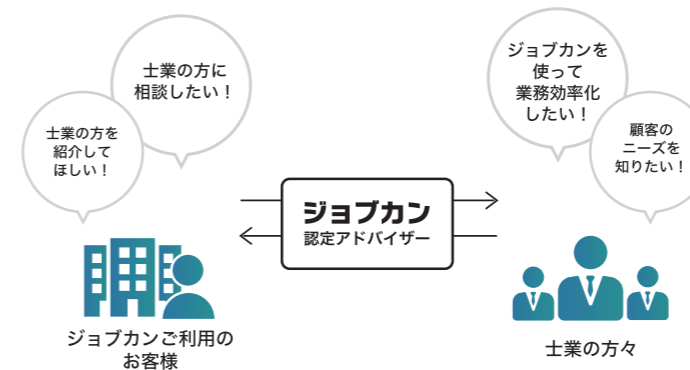 士業の方に
相談したい！
士業の方を
紹介して
ほしい！
ジョブカンを
使って
業務効率化
したい！
顧客の
ニーズを
知りたい！
ジョブカン
認定アドバイザー
ジョブカンご利用の
お客様
士業の方々